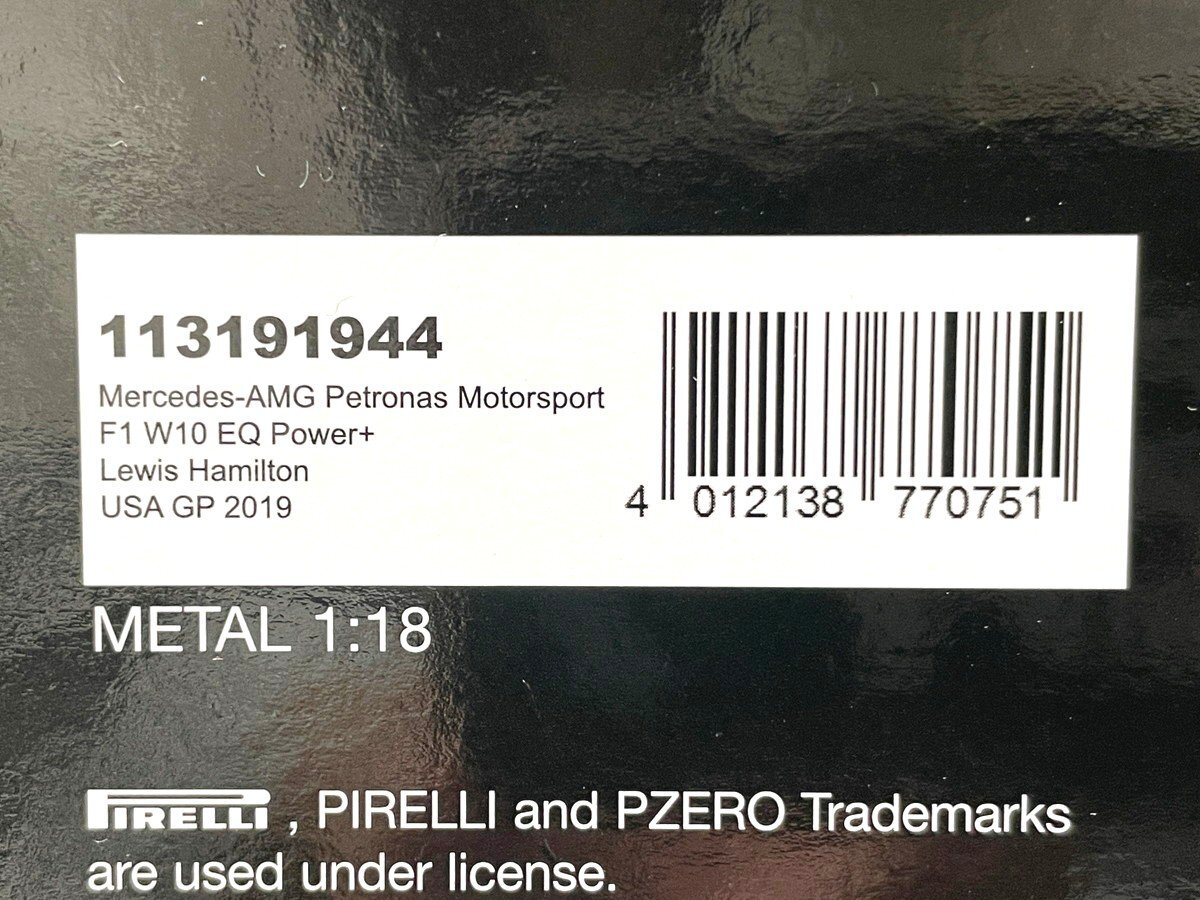 113191944
Mercedes-AMG Petronas Motorsport
F1 W10 EQ Power+
Lewis Hamilton
USA GP 2019
4 012138 770751
METAL 1:18
PIRELLI , PIRELLI and PZERO Trademarks
are used under license.